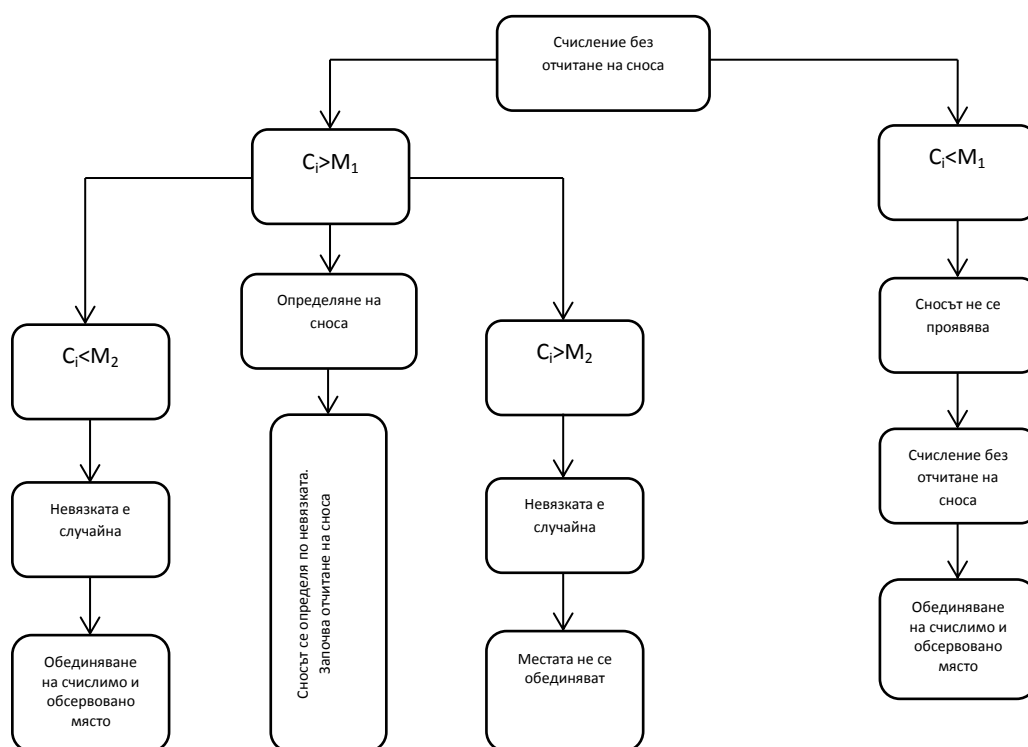 Счисление без
отчитане на сноса
Ci>M1
Ci<M1
Определяне на
сноса
Сносът не се
проявява
Ci<M2
Ci>M2
Сносът се определя по невязката.
Започва отчитане на сноса
Счисление без
отчитане на
сноса
Невязката е
случайна
Невязката е
случайна
Обединяване
на счислимо и
обсервовано
място
Местата не се
обединяват
Обединяване
на счислимо и
обсервовано
място